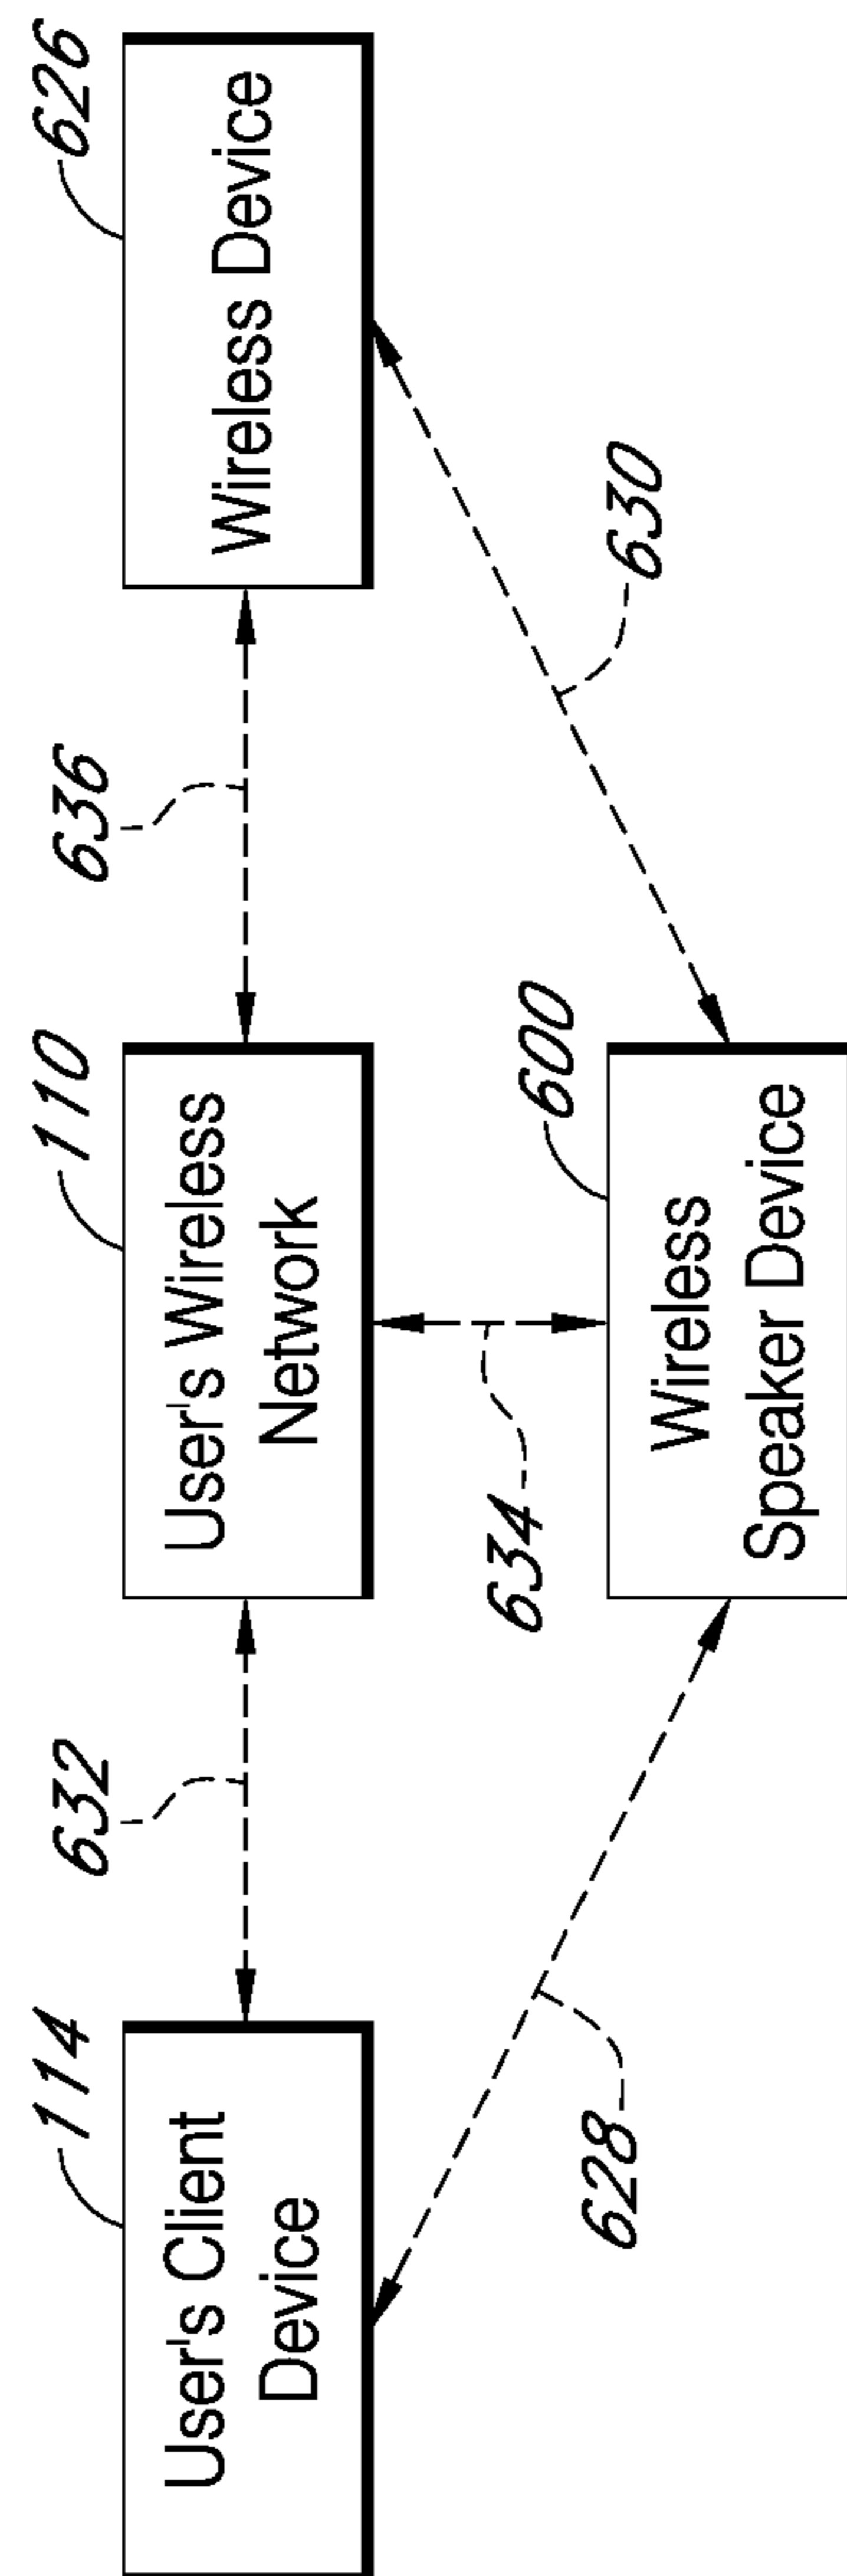 114
User's Client
Device
632
110
User's Wireless
Network
636
626
Wireless Device
628
634
600
Wireless
Speaker Device
630